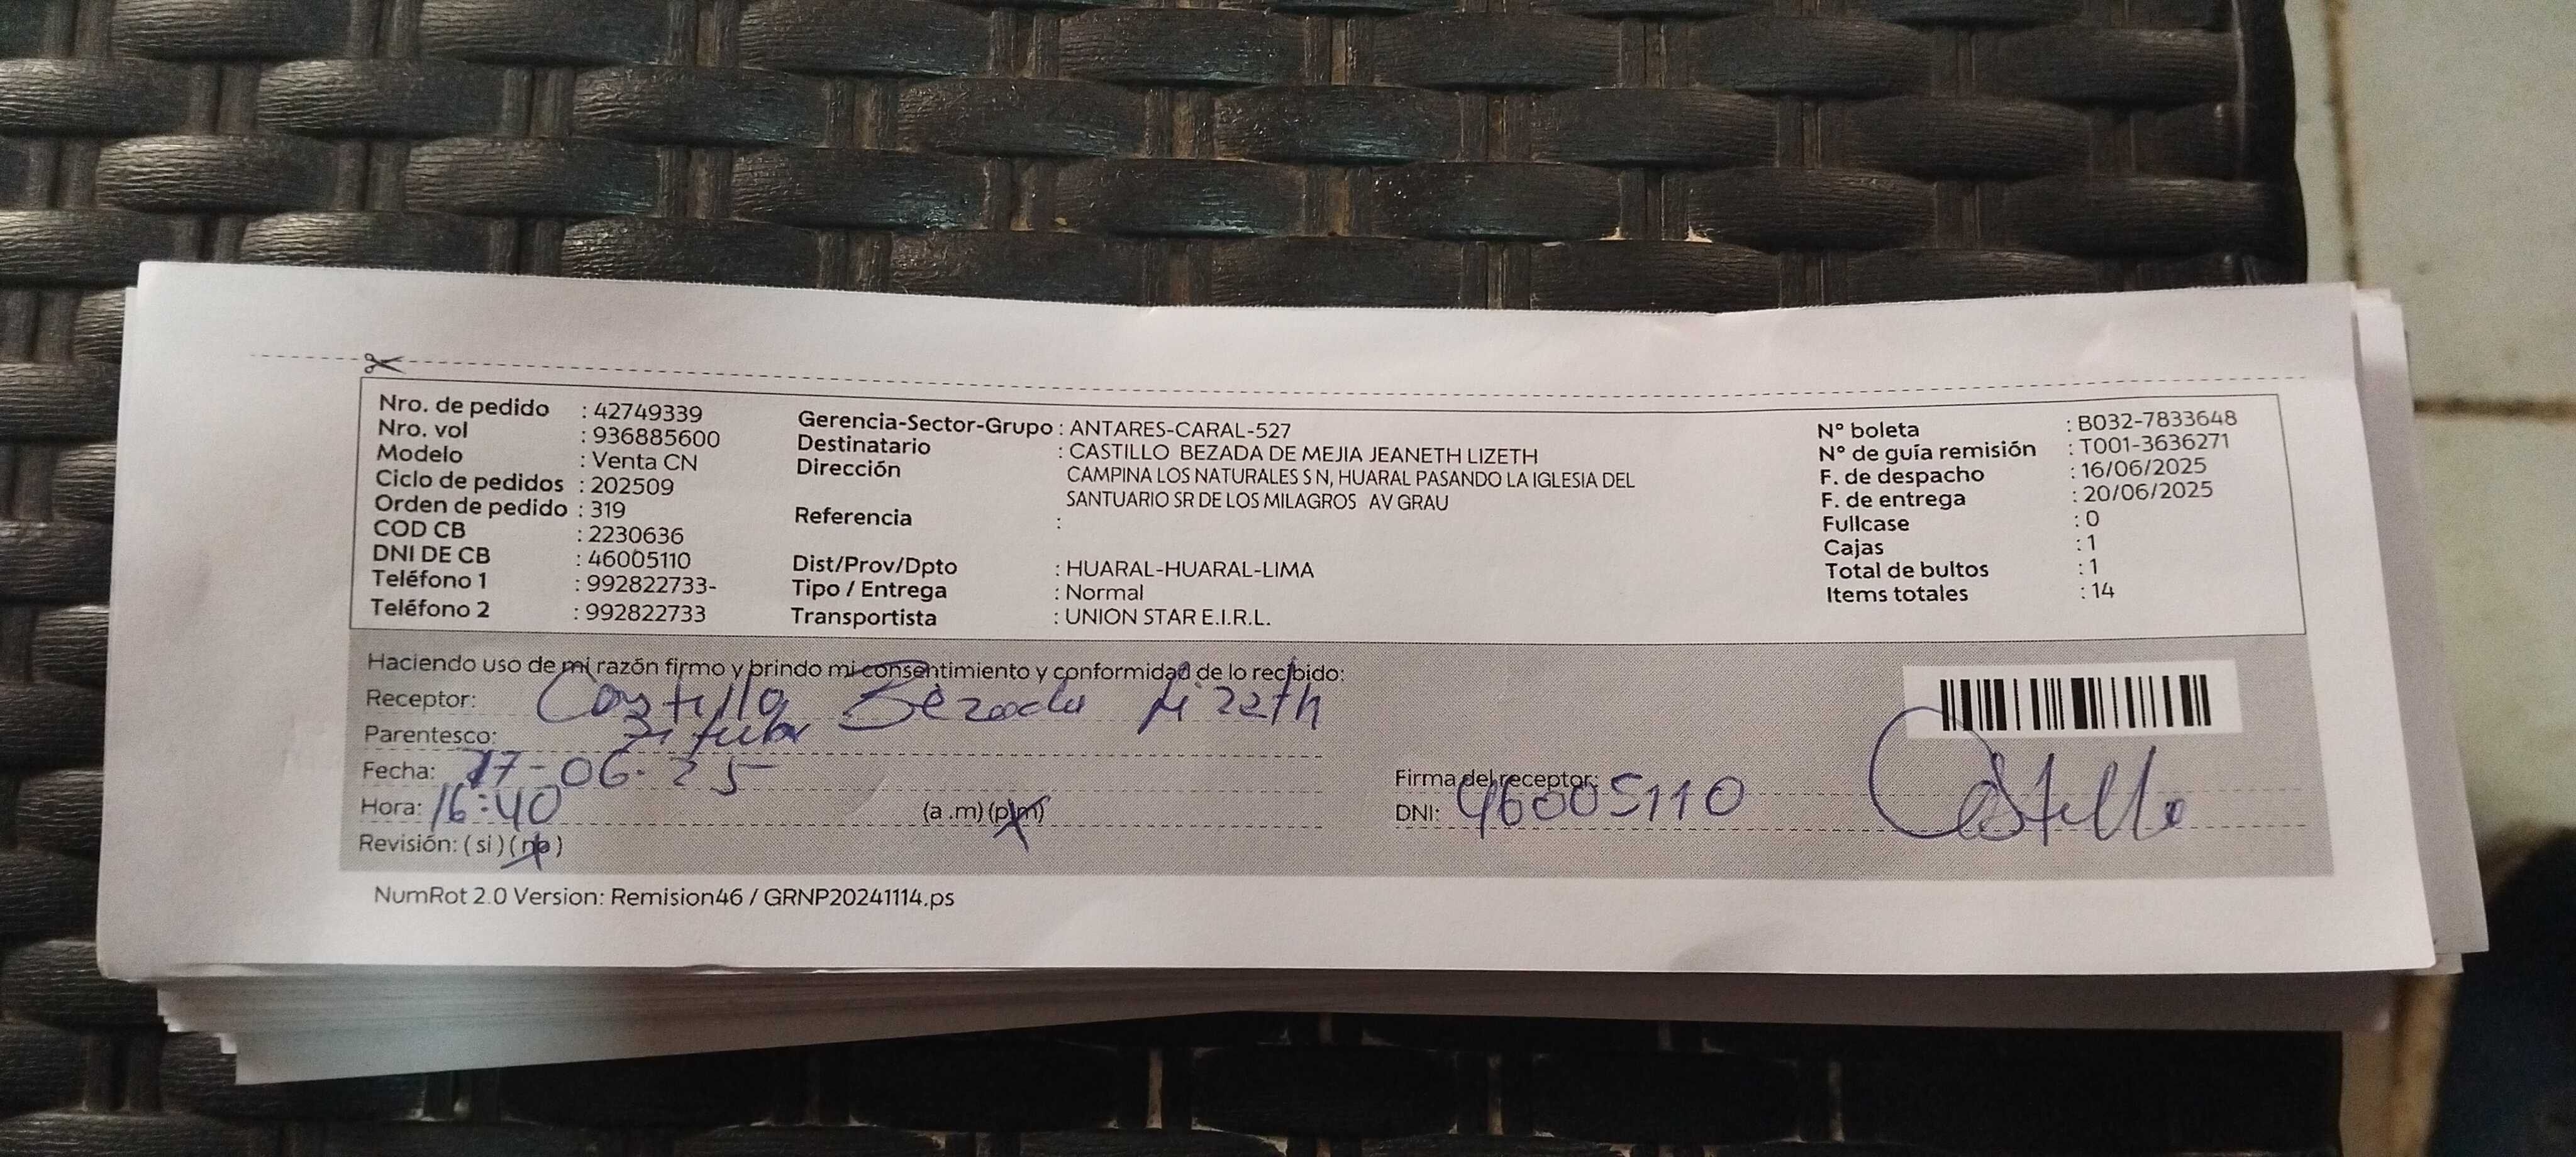 Nro. de pedido : 42749339
Nro. vol : 936885600
Modelo : Venta CN
Ciclo de pedidos : 202509
Orden de pedido : 319
COD CB : 2230636
DNI DE CB : 46005110
Teléfono 1 : 992822733-
Teléfono 2 : 992822733
Gerencia-Sector-Grupo : ANTARES-CARAL-527
Destinatario : CASTILLO BEZADA DE MEJIA JEANETH LIZETH
Dirección CAMPINA LOS NATURALES S N, HUARAL PASANDO LA IGLESIA DEL
SANTUARIO SR DE LOS MILAGROS AV GRAU
Referencia :
Dist/Prov/Dpto : HUARAL-HUARAL-LIMA
Tipo / Entrega : Normal
Transportista : UNION STAR E.I.R.L.
N° boleta : B032-7833648
N° de guía remisión : T001-3636271
F. de despacho : 16/06/2025
F. de entrega : 20/06/2025
Fullcase : 0
Cajas : 1
Total de bultos : 1
Items totales : 14
Haciendo uso de mi razón firmo y brindo mi consentimiento y conformidad de lo recibido:
Receptor: Castillo Bezada Lizeth
Parentesco: Titular
Fecha: 17-06-25
Hora: 16:40 (a .m) (p.m)
Revisión: ( si ) ( no )
Firma del receptor: Castillo
DNI: 46005110
NumRot 2.0 Version: Remision46 / GRNP20241114.ps